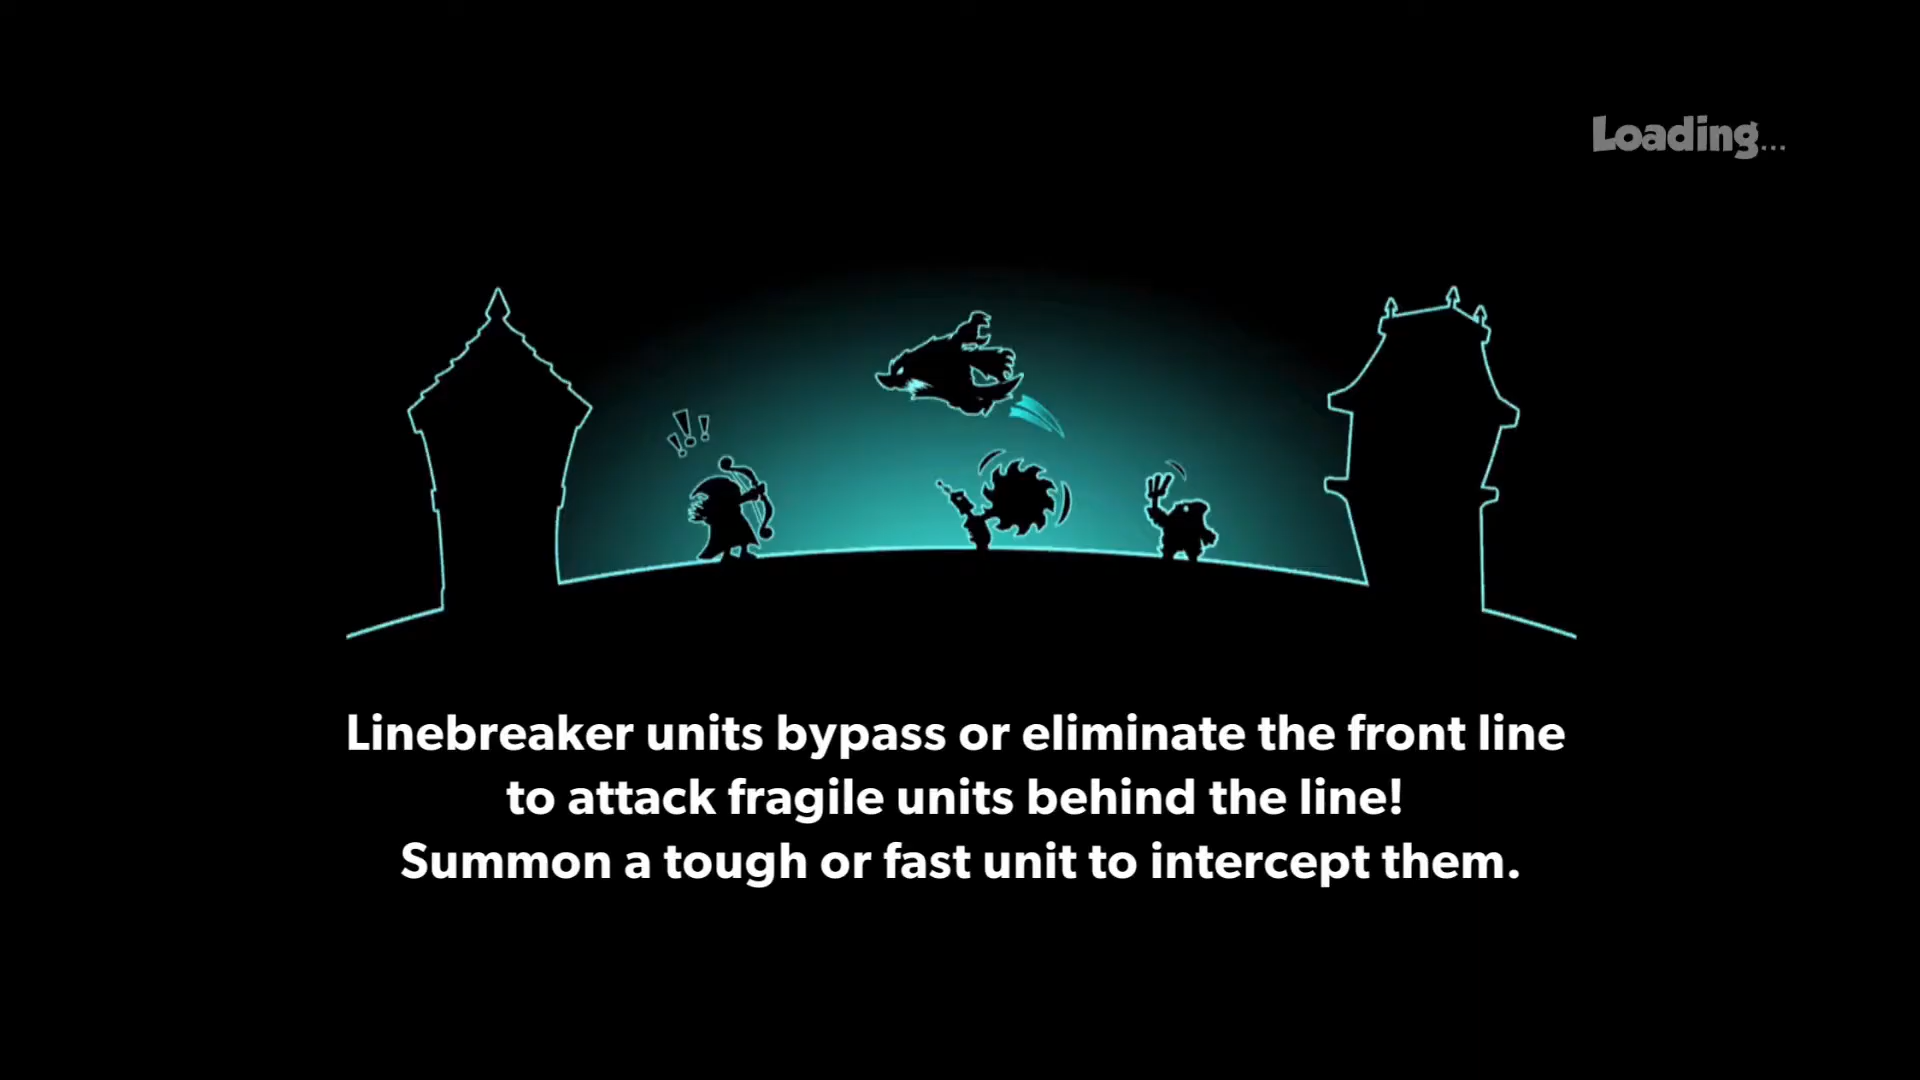 Loading...
!!!
Linebreaker units bypass or eliminate the front line
to attack fragile units behind the line!
Summon a tough or fast unit to intercept them.